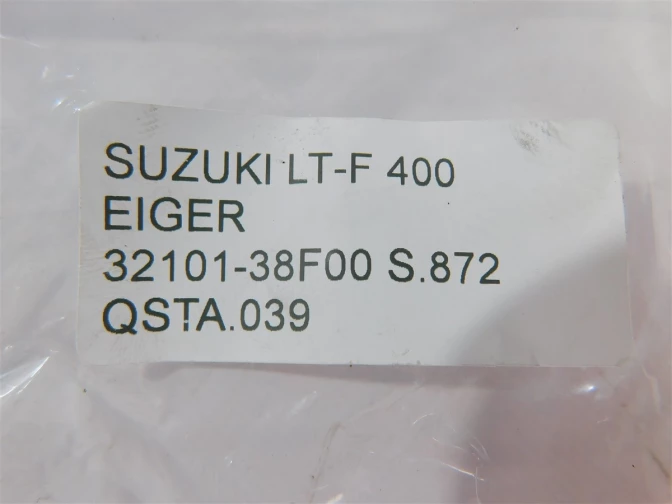 SUZUKI LT-F 400
EIGER
32101-38F00 S.872
QSTA.039